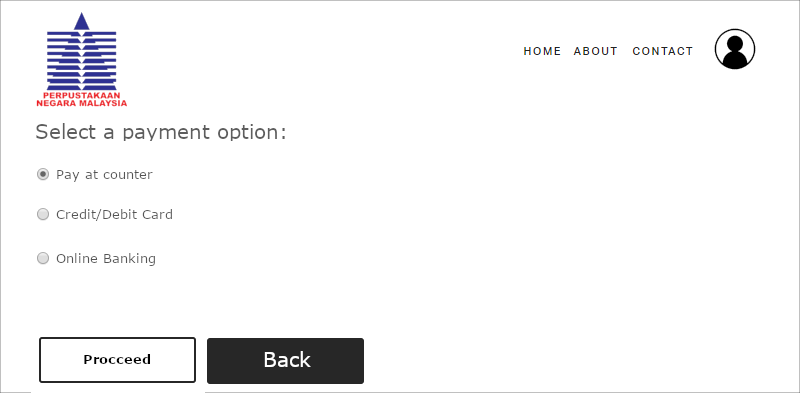 PERPUSTAKAAN
NEGARA MALAYSIA
HOME ABOUT CONTACT
Select a payment option:
Pay at counter
Credit/Debit Card
Online Banking
Procceed Back